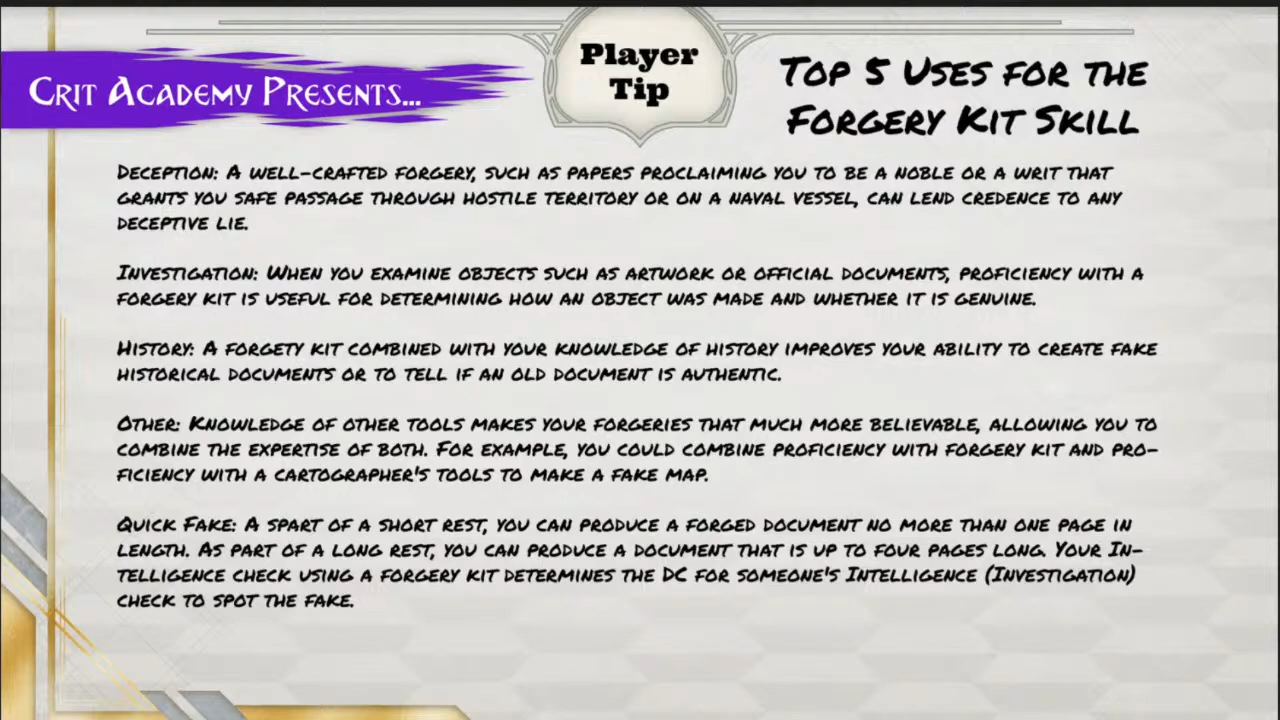 Crit Academy Presents...
Player
Tip
Top 5 Uses for the
Forgery Kit Skill
Deception: A well-crafted forgery, such as papers proclaiming you to be a noble or a writ that
grants you safe passage through hostile territory or on a naval vessel, can lend credence to any
deceptive lie.
Investigation: When you examine objects such as artwork or official documents, proficiency with a
forgery kit is useful for determining how an object was made and whether it is genuine.
History: A forgety kit combined with your knowledge of history improves your ability to create fake
historical documents or to tell if an old document is authentic.
Other: Knowledge of other tools makes your forgeries that much more believable, allowing you to
combine the expertise of both. For example, you could combine proficiency with forgery kit and pro-
ficiency with a cartographer's tools to make a fake map.
Quick Fake: A spart of a short rest, you can produce a forged document no more than one page in
length. As part of a long rest, you can produce a document that is up to four pages long. Your In-
telligence check using a forgery kit determines the DC for someone's Intelligence (Investigation)
check to spot the fake.